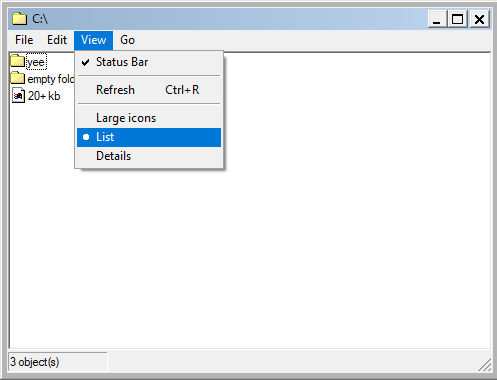 C:\
File Edit View Go
yee
empty fold
20+ kb
Status Bar
Refresh Ctrl+R
Large icons
List
Details
3 object(s)